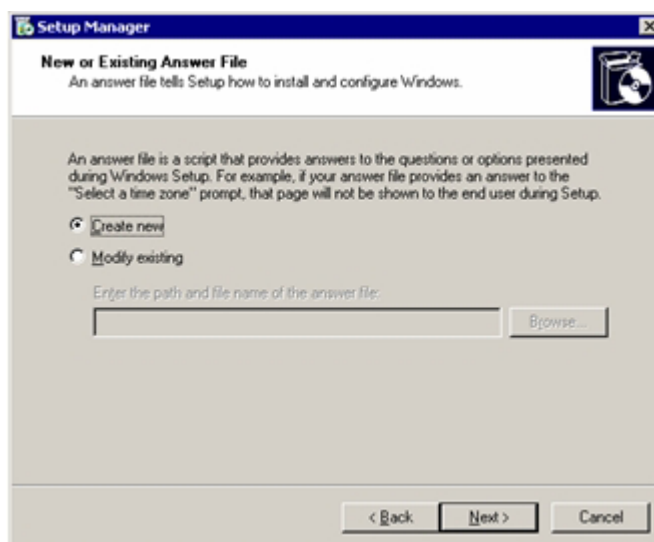 Setup Manager
New or Existing Answer File
An answer file tells Setup how to install and configure Windows.
An answer file is a script that provides answers to the questions or options presented
during Windows Setup. For example, if your answer file provides an answer to the
"Select a time zone" prompt, that page will not be shown to the end user during Setup.
Create new
Modify existing
Enter the path and file name of the answer file:
Browse...
< Back
Next >
Cancel